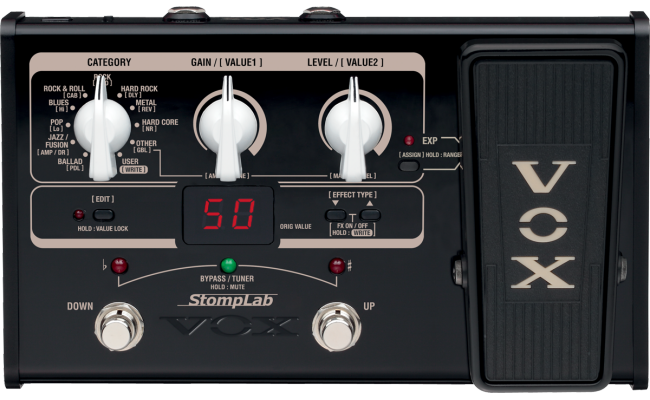 CATEGORY
GAIN / [ VALUE1 ]
LEVEL / [ VALUE2 ]
ROCK
ROCK & ROLL
[ CAB ]
HARD ROCK
[ DLY ]
BLUES
[ Hi ]
METAL
[ REV ]
POP
[ Lo ]
HARD CORE
[ NR ]
JAZZ /
FUSION
[ AMP / DR ]
OTHER
[ GBL ]
BALLAD
[ PDL ]
USER
[ WRITE ]
EXP
[ ASSIGN ] HOLD : RANGE
[ EDIT ]
HOLD : VALUE LOCK
50
ORIG VALUE
[ EFFECT TYPE ]
▼ ▲
FX ON / OFF
[ HOLD : WRITE ]
♭
♯
BYPASS / TUNER
HOLD : MUTE
StompLab
DOWN
UP
VOX
VOX